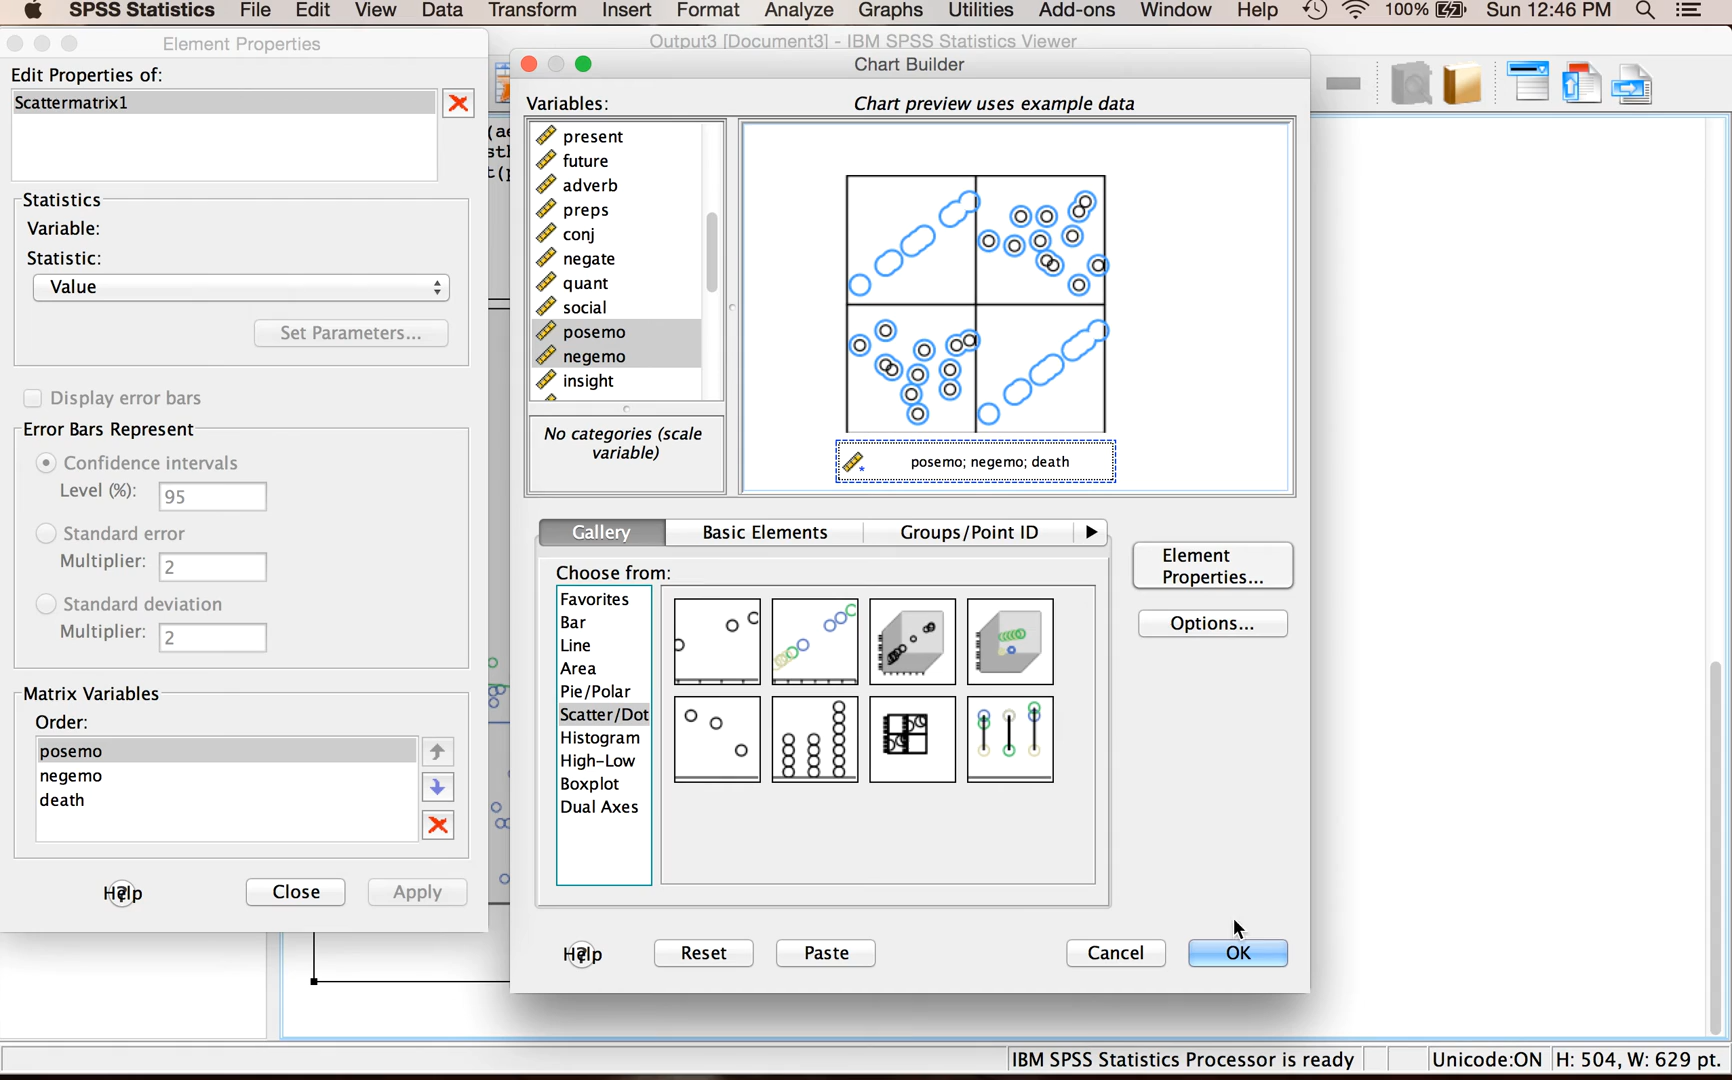 SPSS Statistics File Edit View Data Transform Insert Format Analyze Graphs Utilities Add-ons Window Help 100% Sun 12:46 PM
Element Properties
Output3 [Document3] - IBM SPSS Statistics Viewer
Chart Builder
Edit Properties of:
Scattermatrix1
Statistics
Variable:
Statistic:
Value
Set Parameters...
Display error bars
Error Bars Represent
Confidence intervals
Level (%): 95
Standard error
Multiplier: 2
Standard deviation
Multiplier: 2
Matrix Variables
Order:
posemo
negemo
death
Help Close Apply
Variables:
Chart preview uses example data
present
future
adverb
preps
conj
negate
quant
social
posemo
negemo
insight
No categories (scale
variable)
posemo; negemo; death
Gallery Basic Elements Groups/Point ID
Choose from:
Favorites
Bar
Line
Area
Pie/Polar
Scatter/Dot
Histogram
High-Low
Boxplot
Dual Axes
Element
Properties...
Options...
Help Reset Paste Cancel OK
IBM SPSS Statistics Processor is ready Unicode:ON H: 504, W: 629 pt.